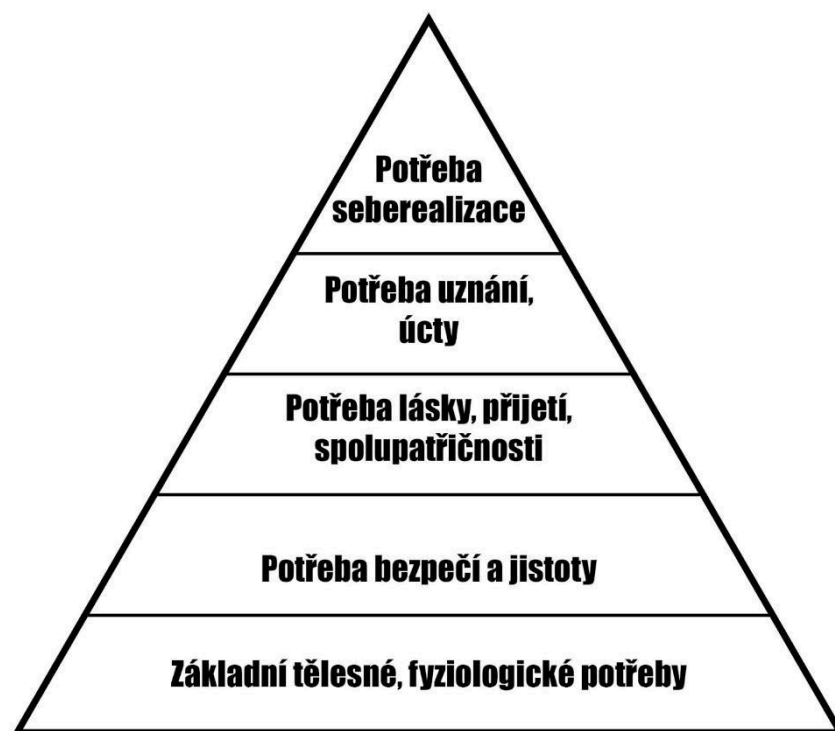 Potřeba
seberealizace
Potřeba uznání,
úcty
Potřeba lásky, přijetí,
spolupatřičnosti
Potřeba bezpečí a jistoty
Základní tělesné, fyziologické potřeby